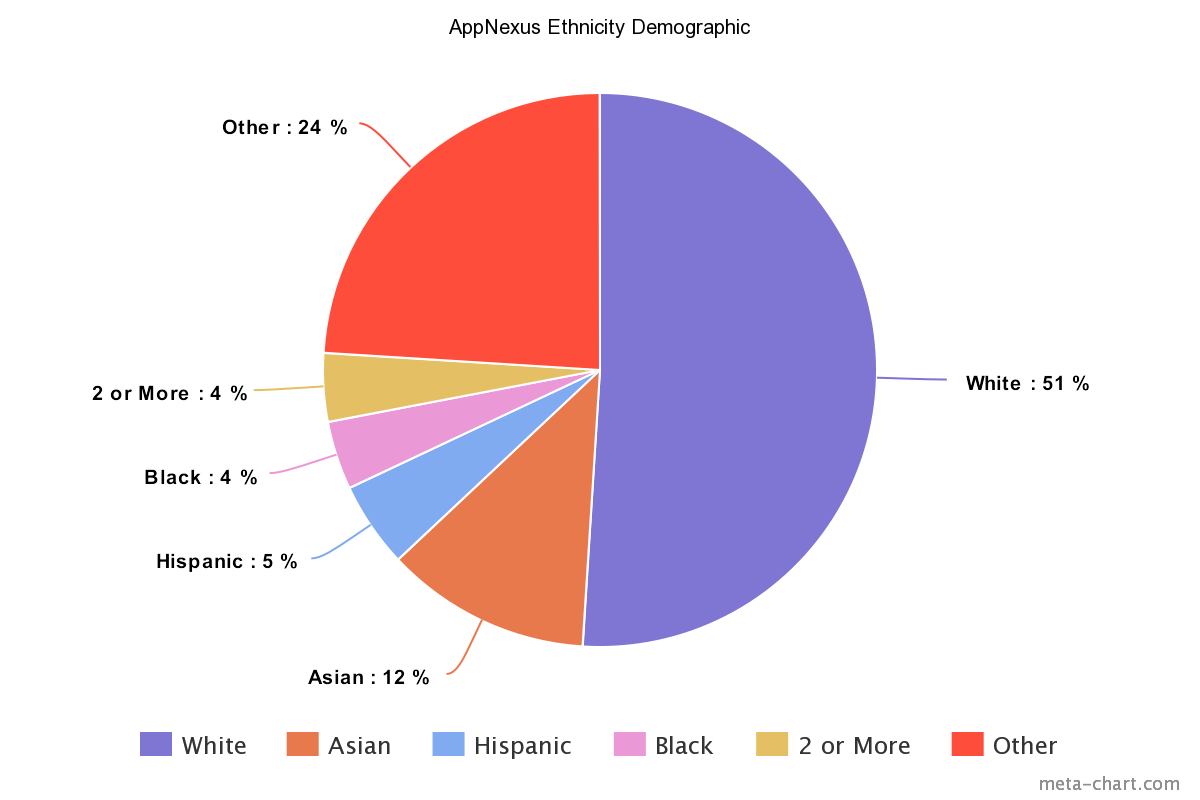 AppNexus Ethnicity Demographic
Other : 24 %
White : 51 %
2 or More : 4 %
Black : 4 %
Hispanic : 5 %
Asian : 12 %
White Asian Hispanic Black 2 or More Other
meta-chart.com